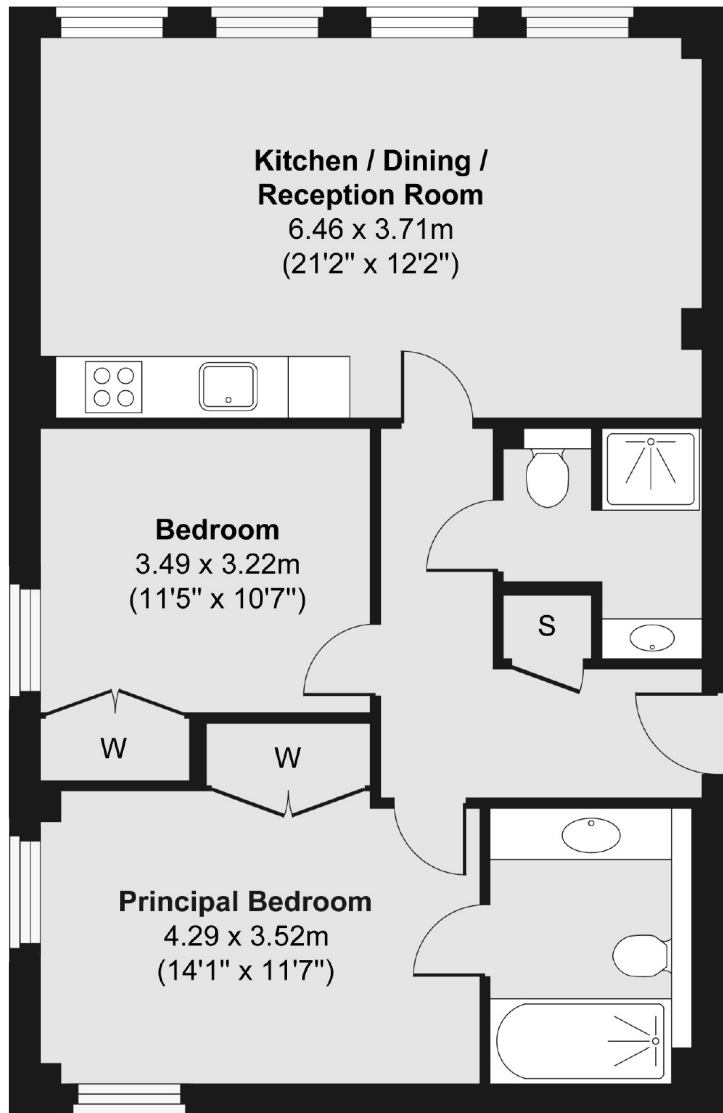 Kitchen / Dining /
Reception Room
6.46 x 3.71m
(21'2" x 12'2")
Bedroom
3.49 x 3.22m
(11'5" x 10'7")
S
W
W
Principal Bedroom
4.29 x 3.52m
(14'1" x 11'7")